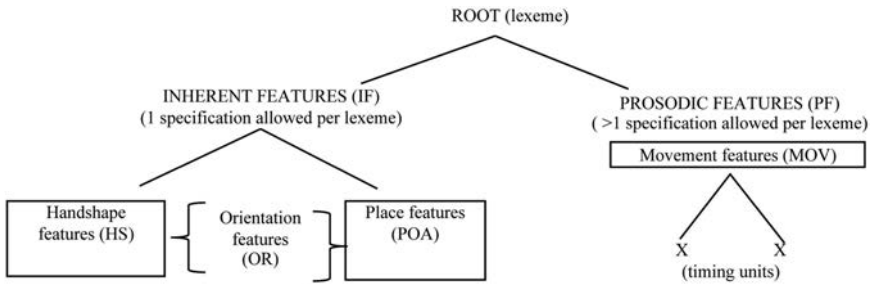 ROOT (lexeme)
INHERENT FEATURES (IF)
(1 specification allowed per lexeme)
PROSODIC FEATURES (PF)
( >1 specification allowed per lexeme)
Movement features (MOV)
Handshape
features (HS)
Orientation
features
(OR)
Place features
(POA)
X X
(timing units)